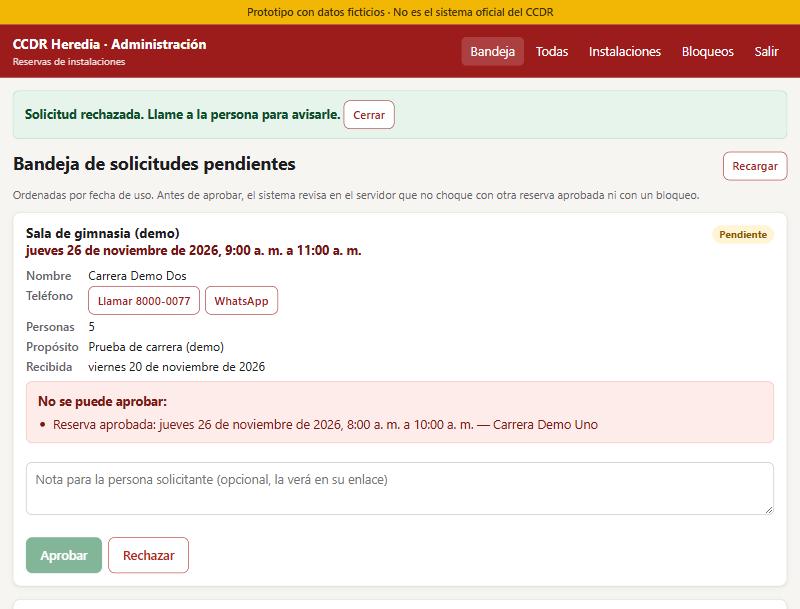 Prototipo con datos ficticios · No es el sistema oficial del CCDR
CCDR Heredia · Administración
Reservas de instalaciones
Bandeja Todas Instalaciones Bloqueos Salir
Solicitud rechazada. Llame a la persona para avisarle. Cerrar
Bandeja de solicitudes pendientes
Recargar
Ordenadas por fecha de uso. Antes de aprobar, el sistema revisa en el servidor que no choque con otra reserva aprobada ni con un bloqueo.
Sala de gimnasia (demo)
Pendiente
jueves 26 de noviembre de 2026, 9:00 a. m. a 11:00 a. m.
Nombre Carrera Demo Dos
Teléfono Llamar 8000-0077 WhatsApp
Personas 5
Propósito Prueba de carrera (demo)
Recibida viernes 20 de noviembre de 2026
No se puede aprobar:
• Reserva aprobada: jueves 26 de noviembre de 2026, 8:00 a. m. a 10:00 a. m. — Carrera Demo Uno
Nota para la persona solicitante (opcional, la verá en su enlace)
Aprobar Rechazar